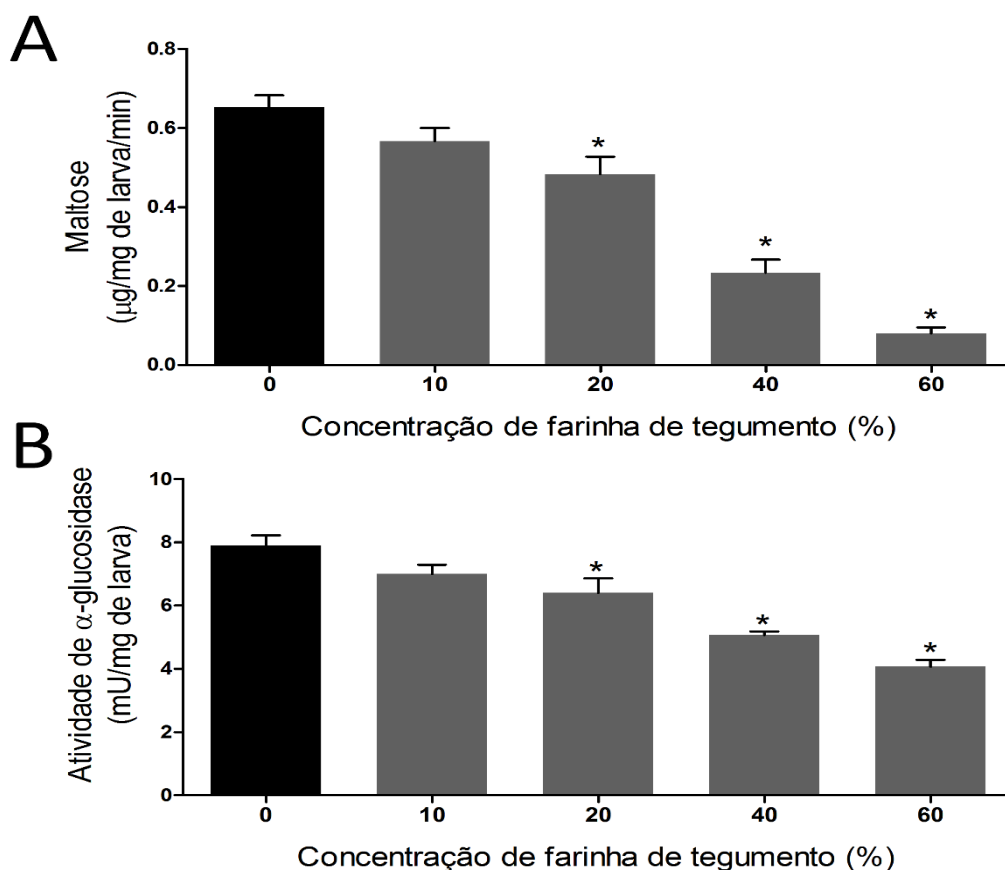 A
0.8
0.6
0.4
0.2
0.0
Maltose
(µg/mg de larva/min)
* * *
0 10 20 40 60
Concentração de farinha de tegumento (%)
B
10
8
6
4
2
0
Atividade de α-glucosidase
(mU/mg de larva)
* * *
0 10 20 40 60
Concentração de farinha de tegumento (%)